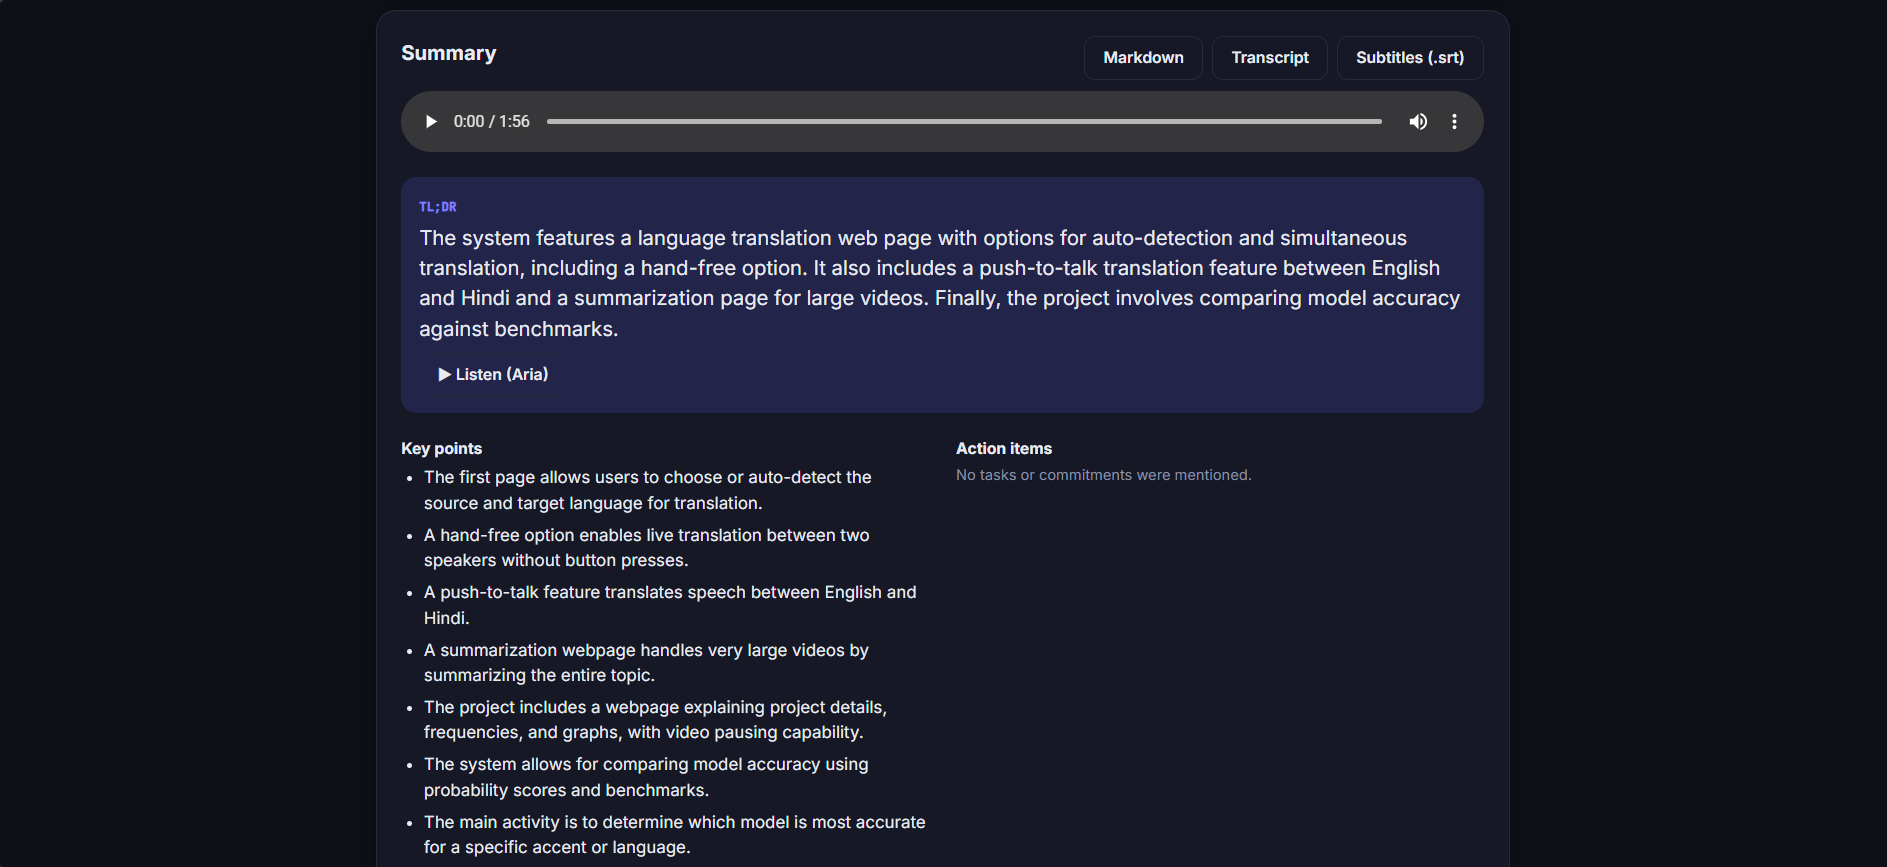 Summary
Markdown
Transcript
Subtitles (.srt)
0:00 / 1:56
TL;DR
The system features a language translation web page with options for auto-detection and simultaneous
translation, including a hand-free option. It also includes a push-to-talk translation feature between English
and Hindi and a summarization page for large videos. Finally, the project involves comparing model accuracy
against benchmarks.
▶ Listen (Aria)
Key points
• The first page allows users to choose or auto-detect the
source and target language for translation.
• A hand-free option enables live translation between two
speakers without button presses.
• A push-to-talk feature translates speech between English and
Hindi.
• A summarization webpage handles very large videos by
summarizing the entire topic.
• The project includes a webpage explaining project details,
frequencies, and graphs, with video pausing capability.
• The system allows for comparing model accuracy using
probability scores and benchmarks.
• The main activity is to determine which model is most accurate
for a specific accent or language.
Action items
No tasks or commitments were mentioned.